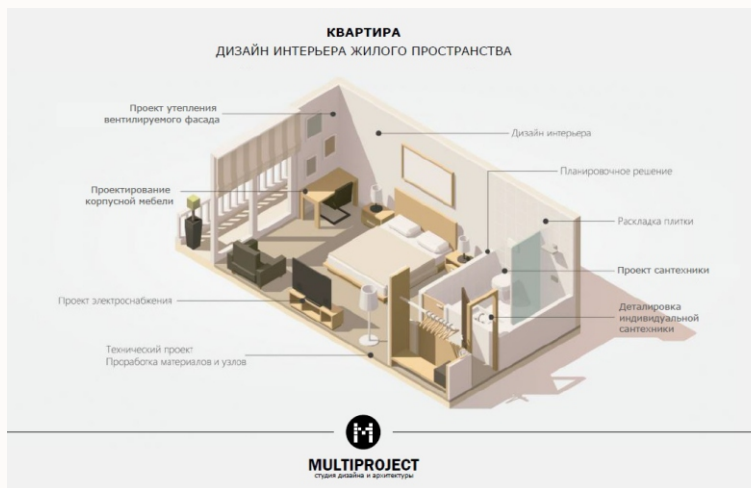 КВАРТИРА
ДИЗАЙН ИНТЕРЬЕРА ЖИЛОГО ПРОСТРАНСТВА
Проект утепления
вентилируемого фасада
Дизайн интерьера
Планировочное решение
Проектирование
корпусной мебели
Раскладка плитки
Проект сантехники
Проект электроснабжения
Деталировка
индивидуальной
сантехники
Технический проект
Проработка материалов и узлов
MULTIPROJECT
студия дизайна и архитектуры